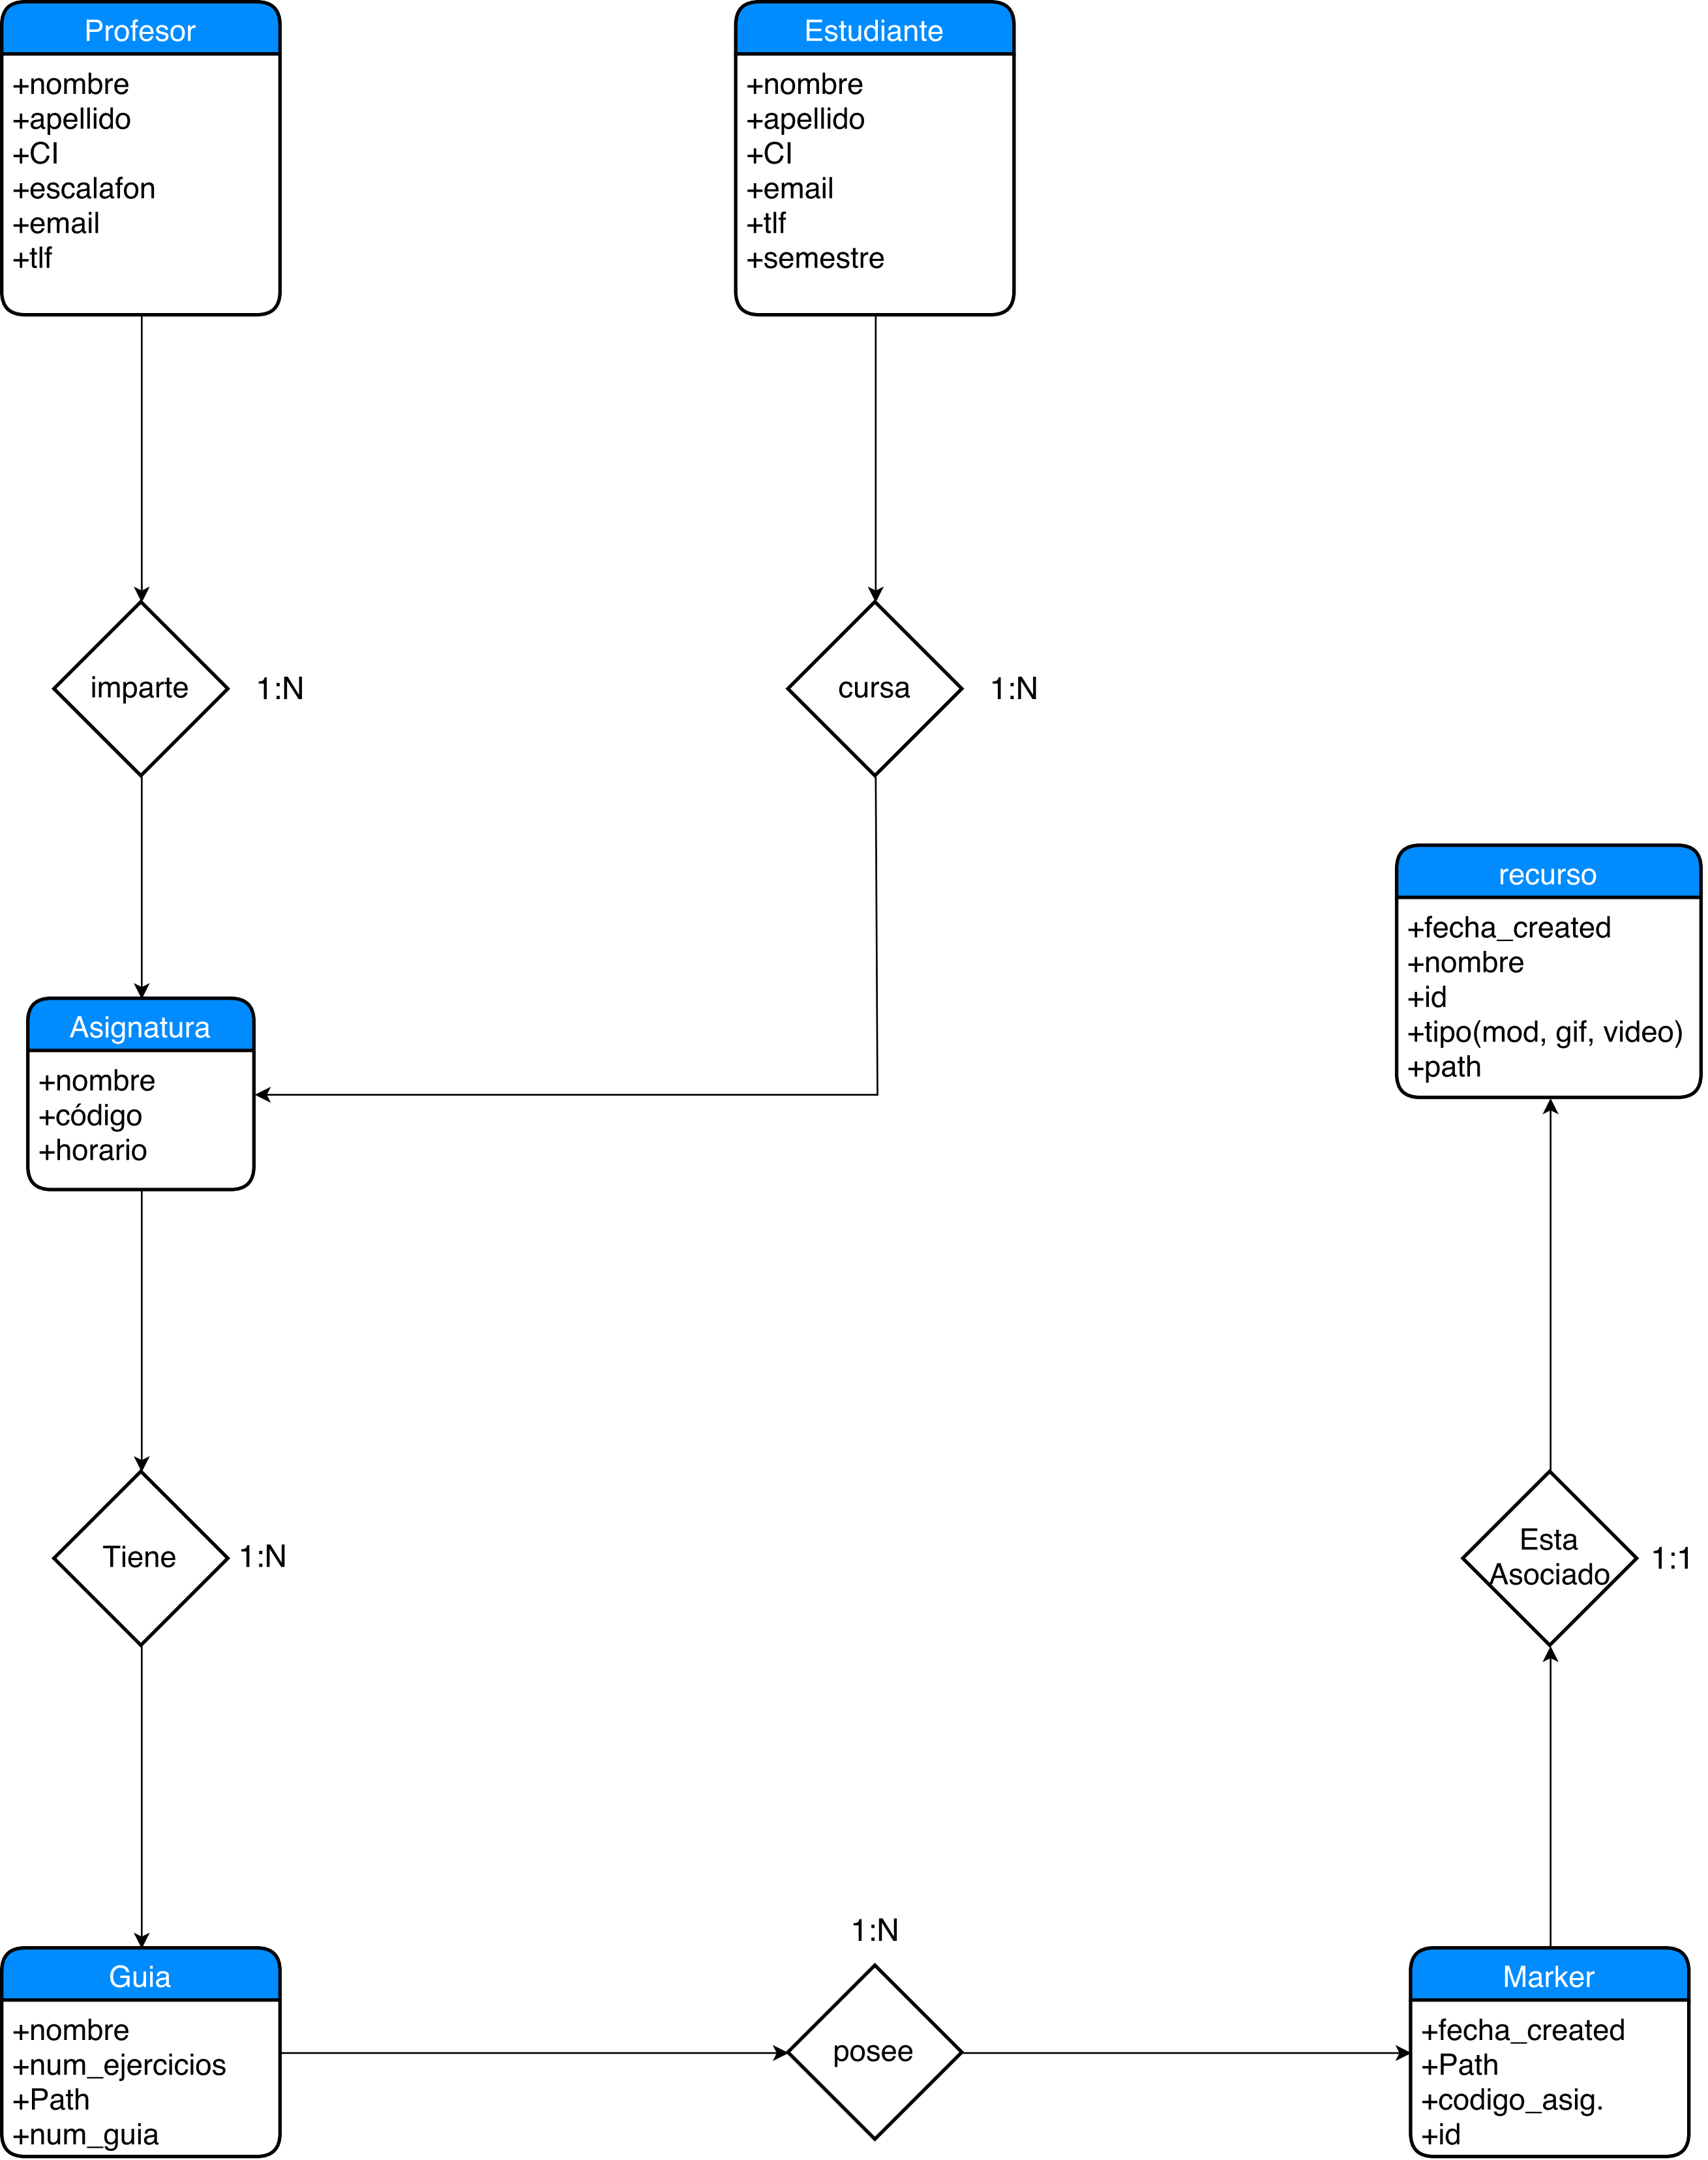 Profesor
+nombre
+apellido
+CI
+escalafon
+email
+tlf
Estudiante
+nombre
+apellido
+CI
+email
+tlf
+semestre
imparte
1:N
cursa
1:N
recurso
+fecha_created
+nombre
+id
+tipo(mod, gif, video)
+path
Asignatura
+nombre
+código
+horario
Tiene
1:N
Esta
Asociado
1:1
Guia
+nombre
+num_ejercicios
+Path
+num_guia
1:N
posee
Marker
+fecha_created
+Path
+codigo_asig.
+id